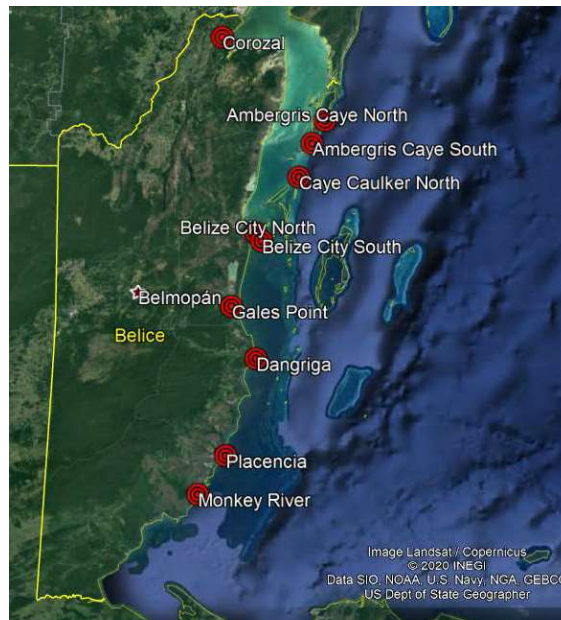 Corozal
Ambergris Caye North
Ambergris Caye South
Caye Caulker North
Belize City North
Belize City South
Belmopán
Gales Point
Belice
Dangriga
Placencia
Monkey River
Image Landsat / Copernicus
© 2020 INEGI
Data SIO, NOAA, U.S. Navy, NGA, GEBCO
US Dept of State Geographer